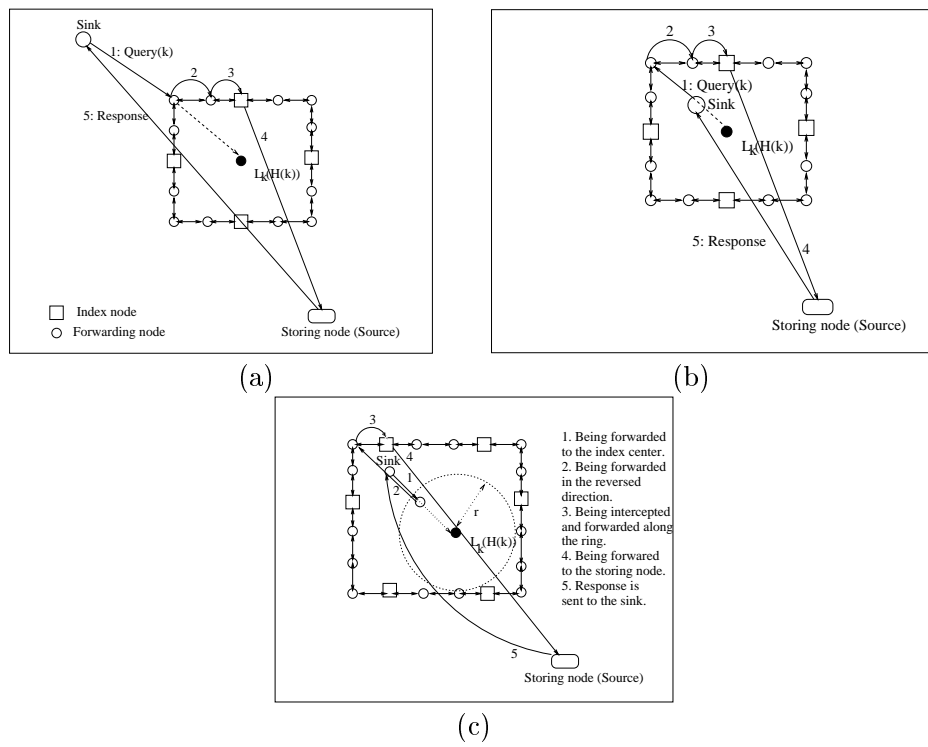 Sink
1: Query(k)
2
3
5: Response
4
L (H(k))
k
Index node
Forwarding node
Storing node (Source)
(a)
2
3
1: Query(k)
Sink
L (H(k))
k
5: Response
4
Storing node (Source)
(b)
3
Sink
4
1
2
r
L (H(k))
k
5
Storing node (Source)
1. Being forwarded
to the index center.
2. Being forwarded
in the reversed
direction.
3. Being intercepted
and forwarded along
the ring.
4. Being forwared
to the storing node.
5. Response is
sent to the sink.
(c)